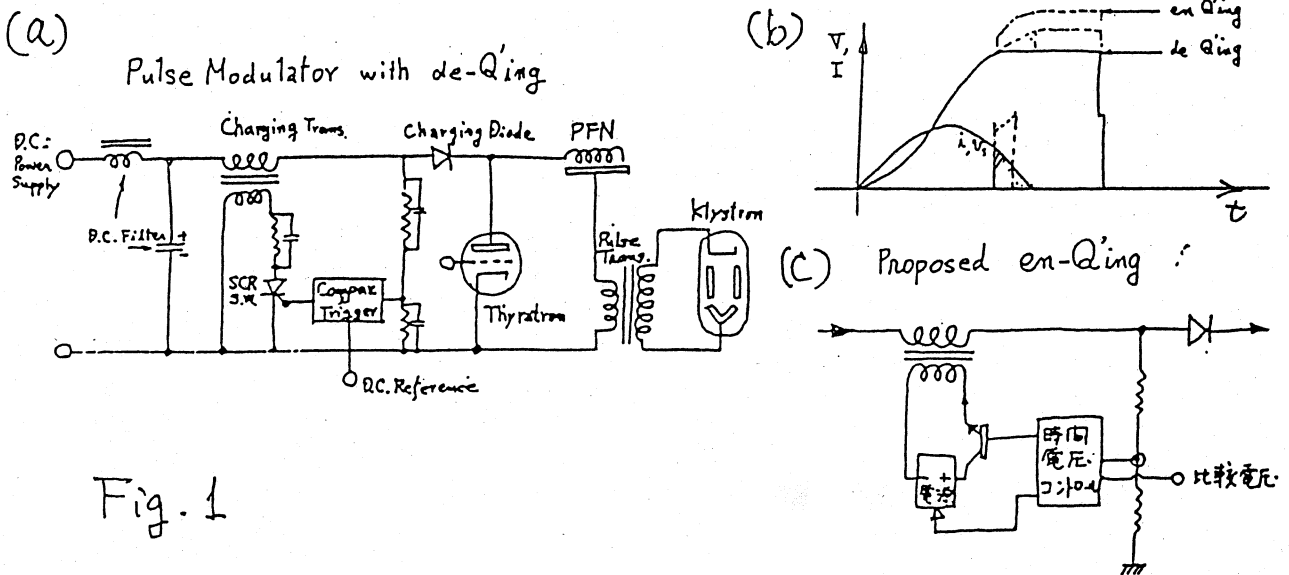 (a)
Pulse Modulator with de-Q'ing
D.C.
Power
Supply
D.C. Filter
+
-
Charging Trans.
Charging Diode
PFN
SCR
Compar
Trigger
D.C. Reference
Thyratron
Pulse
Trans.
Klystron
(b)
V,
I
en Q'ing
de Q'ing
i, Vs
t
(C)
Proposed en-Q'ing
- +
電源
時間
電圧
コントロール
比較電圧
Fig. 1